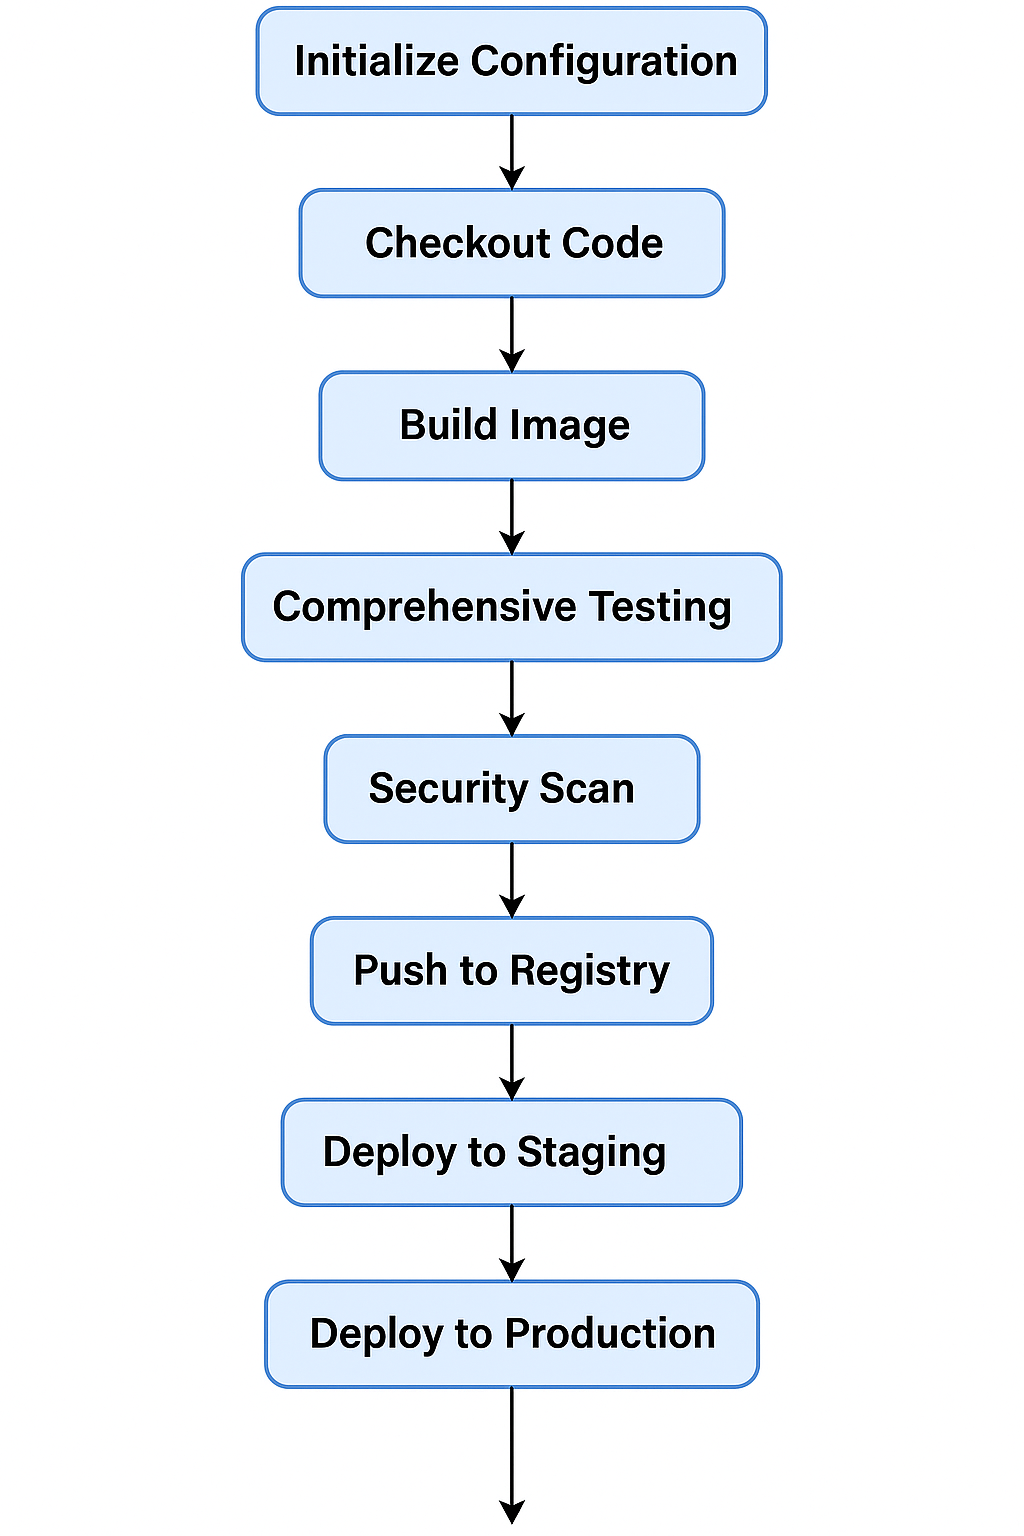 Initialize Configuration
Checkout Code
Build Image
Comprehensive Testing
Security Scan
Push to Registry
Deploy to Staging
Deploy to Production